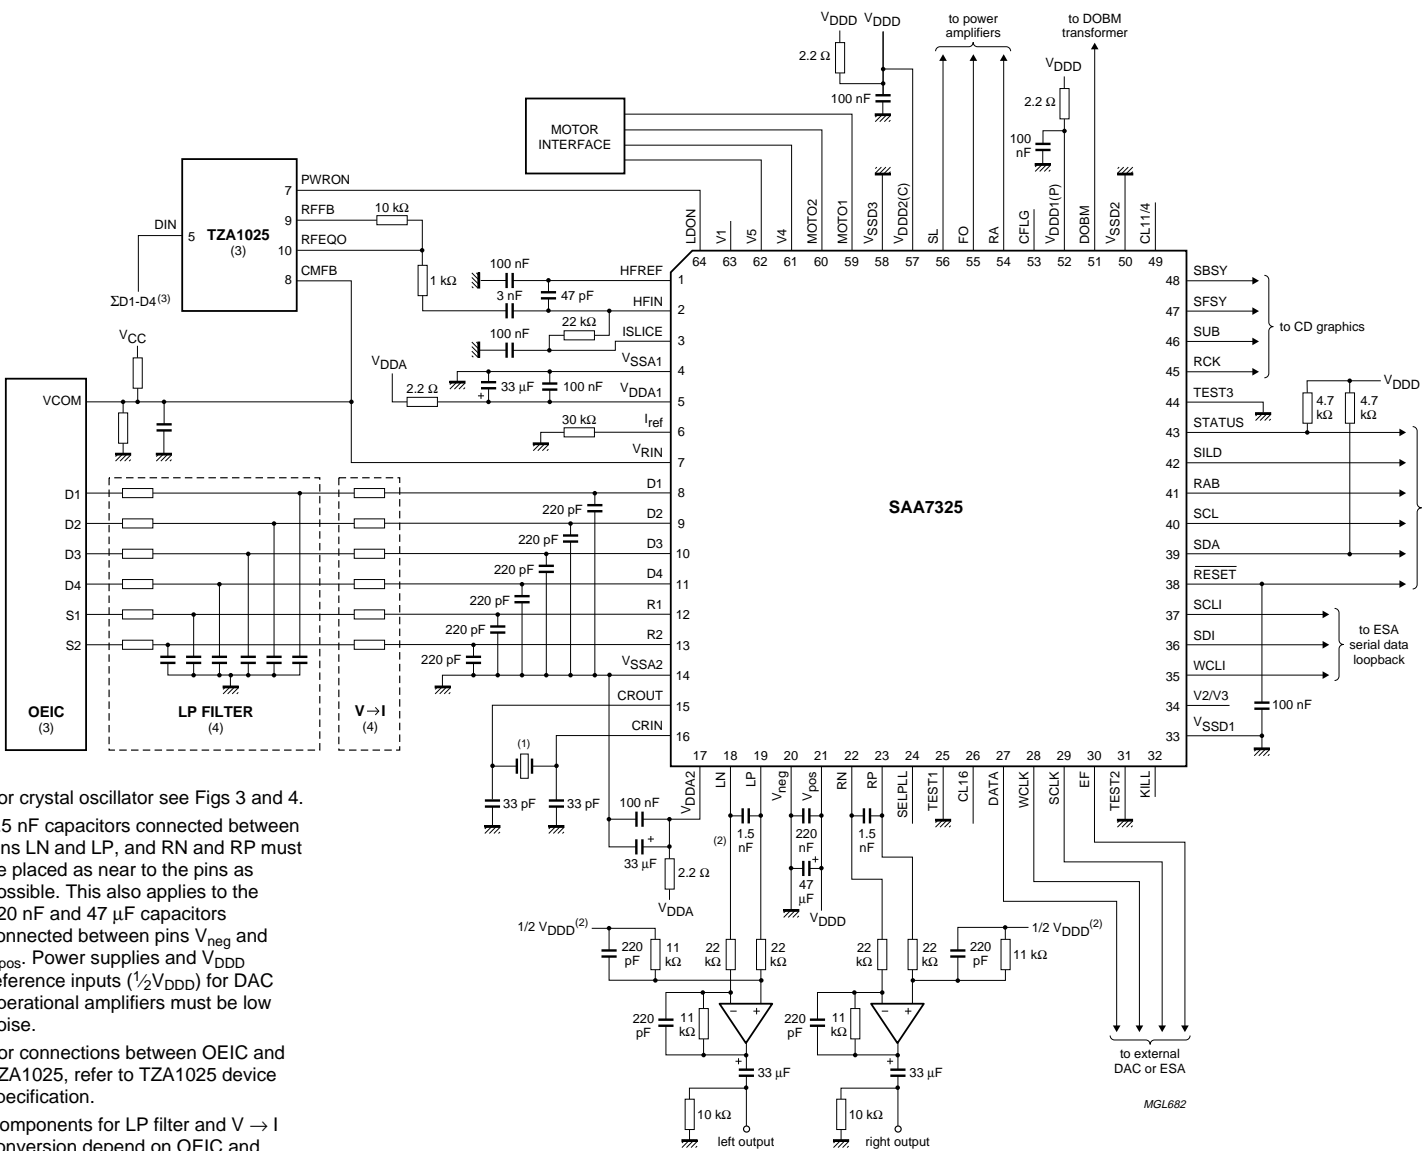 VDDD VDDD
to power
amplifiers
to DOBM
transformer
2.2 Ω
100 nF
VDDD
2.2 Ω
100
nF
MOTOR
INTERFACE
TZA1025
(3)
DIN
5
7
9
10
8
PWRON
RFFB
RFEQO
CMFB
10 kΩ
1 kΩ
ΣD1-D4(3)
100 nF
3 nF
47 pF
22 kΩ
100 nF
VDDA
2.2 Ω
33 μF
+
100 nF
30 kΩ
VCC
LDON
V1
V5
V4
MOTO2
MOTO1
VSSD3
VDDD2(C)
SL
FO
RA
CFLG
VDDD1(P)
DOBM
VSSD2
CL11/4
64 63 62 61 60 59 58 57 56 55 54 53 52 51 50 49
HFREF 1
HFIN 2
ISLICE 3
VSSA1 4
VDDA1 5
Iref 6
VRIN 7
D1 8
D2 9
D3 10
D4 11
R1 12
R2 13
VSSA2 14
CROUT 15
CRIN 16
SAA7325
48 SBSY
47 SFSY
46 SUB
45 RCK
44 TEST3
43 STATUS
42 SILD
41 RAB
40 SCL
39 SDA
38 RESET
37 SCLI
36 SDI
35 WCLI
34 V2/V3
33 VSSD1
to CD graphics
VDDD
4.7
kΩ
4.7
kΩ
to ESA
serial data
loopback
100 nF
VCOM
D1
D2
D3
D4
S1
S2
OEIC
(3)
LP FILTER
(4)
V→I
(4)
220 pF
220 pF
220 pF
220 pF
220 pF
220 pF
(1)
33 pF
33 pF
17 18 19 20 21 22 23 24 25 26 27 28 29 30 31 32
VDDA2
LN
LP
Vneg
Vpos
RN
RP
SELPLL
TEST1
CL16
DATA
WCLK
SCLK
EF
TEST2
KILL
100 nF
+
33 μF
2.2 Ω
VDDA
(2)
1.5
nF
220
nF
+
47
μF
VDDD
1.5
nF
1/2 VDDD(2)
220
pF
11
kΩ
22
kΩ
22
kΩ
22
kΩ
22
kΩ
1/2 VDDD(2)
220
pF
11 kΩ
220
pF
11
kΩ
− +
220
pF
11
kΩ
− +
+
33 μF
+
33 μF
10 kΩ
left output
10 kΩ
right output
to external
DAC or ESA
MGL682
or crystal oscillator see Figs 3 and 4.
.5 nF capacitors connected between
ins LN and LP, and RN and RP must
e placed as near to the pins as
ossible. This also applies to the
20 nF and 47 μF capacitors
onnected between pins Vneg and
pos. Power supplies and VDDD
eference inputs (½VDDD) for DAC
perational amplifiers must be low
oise.
or connections between OEIC and
ZA1025, refer to TZA1025 device
pecification.
omponents for LP filter and V → I
onversion depend on OEIC and